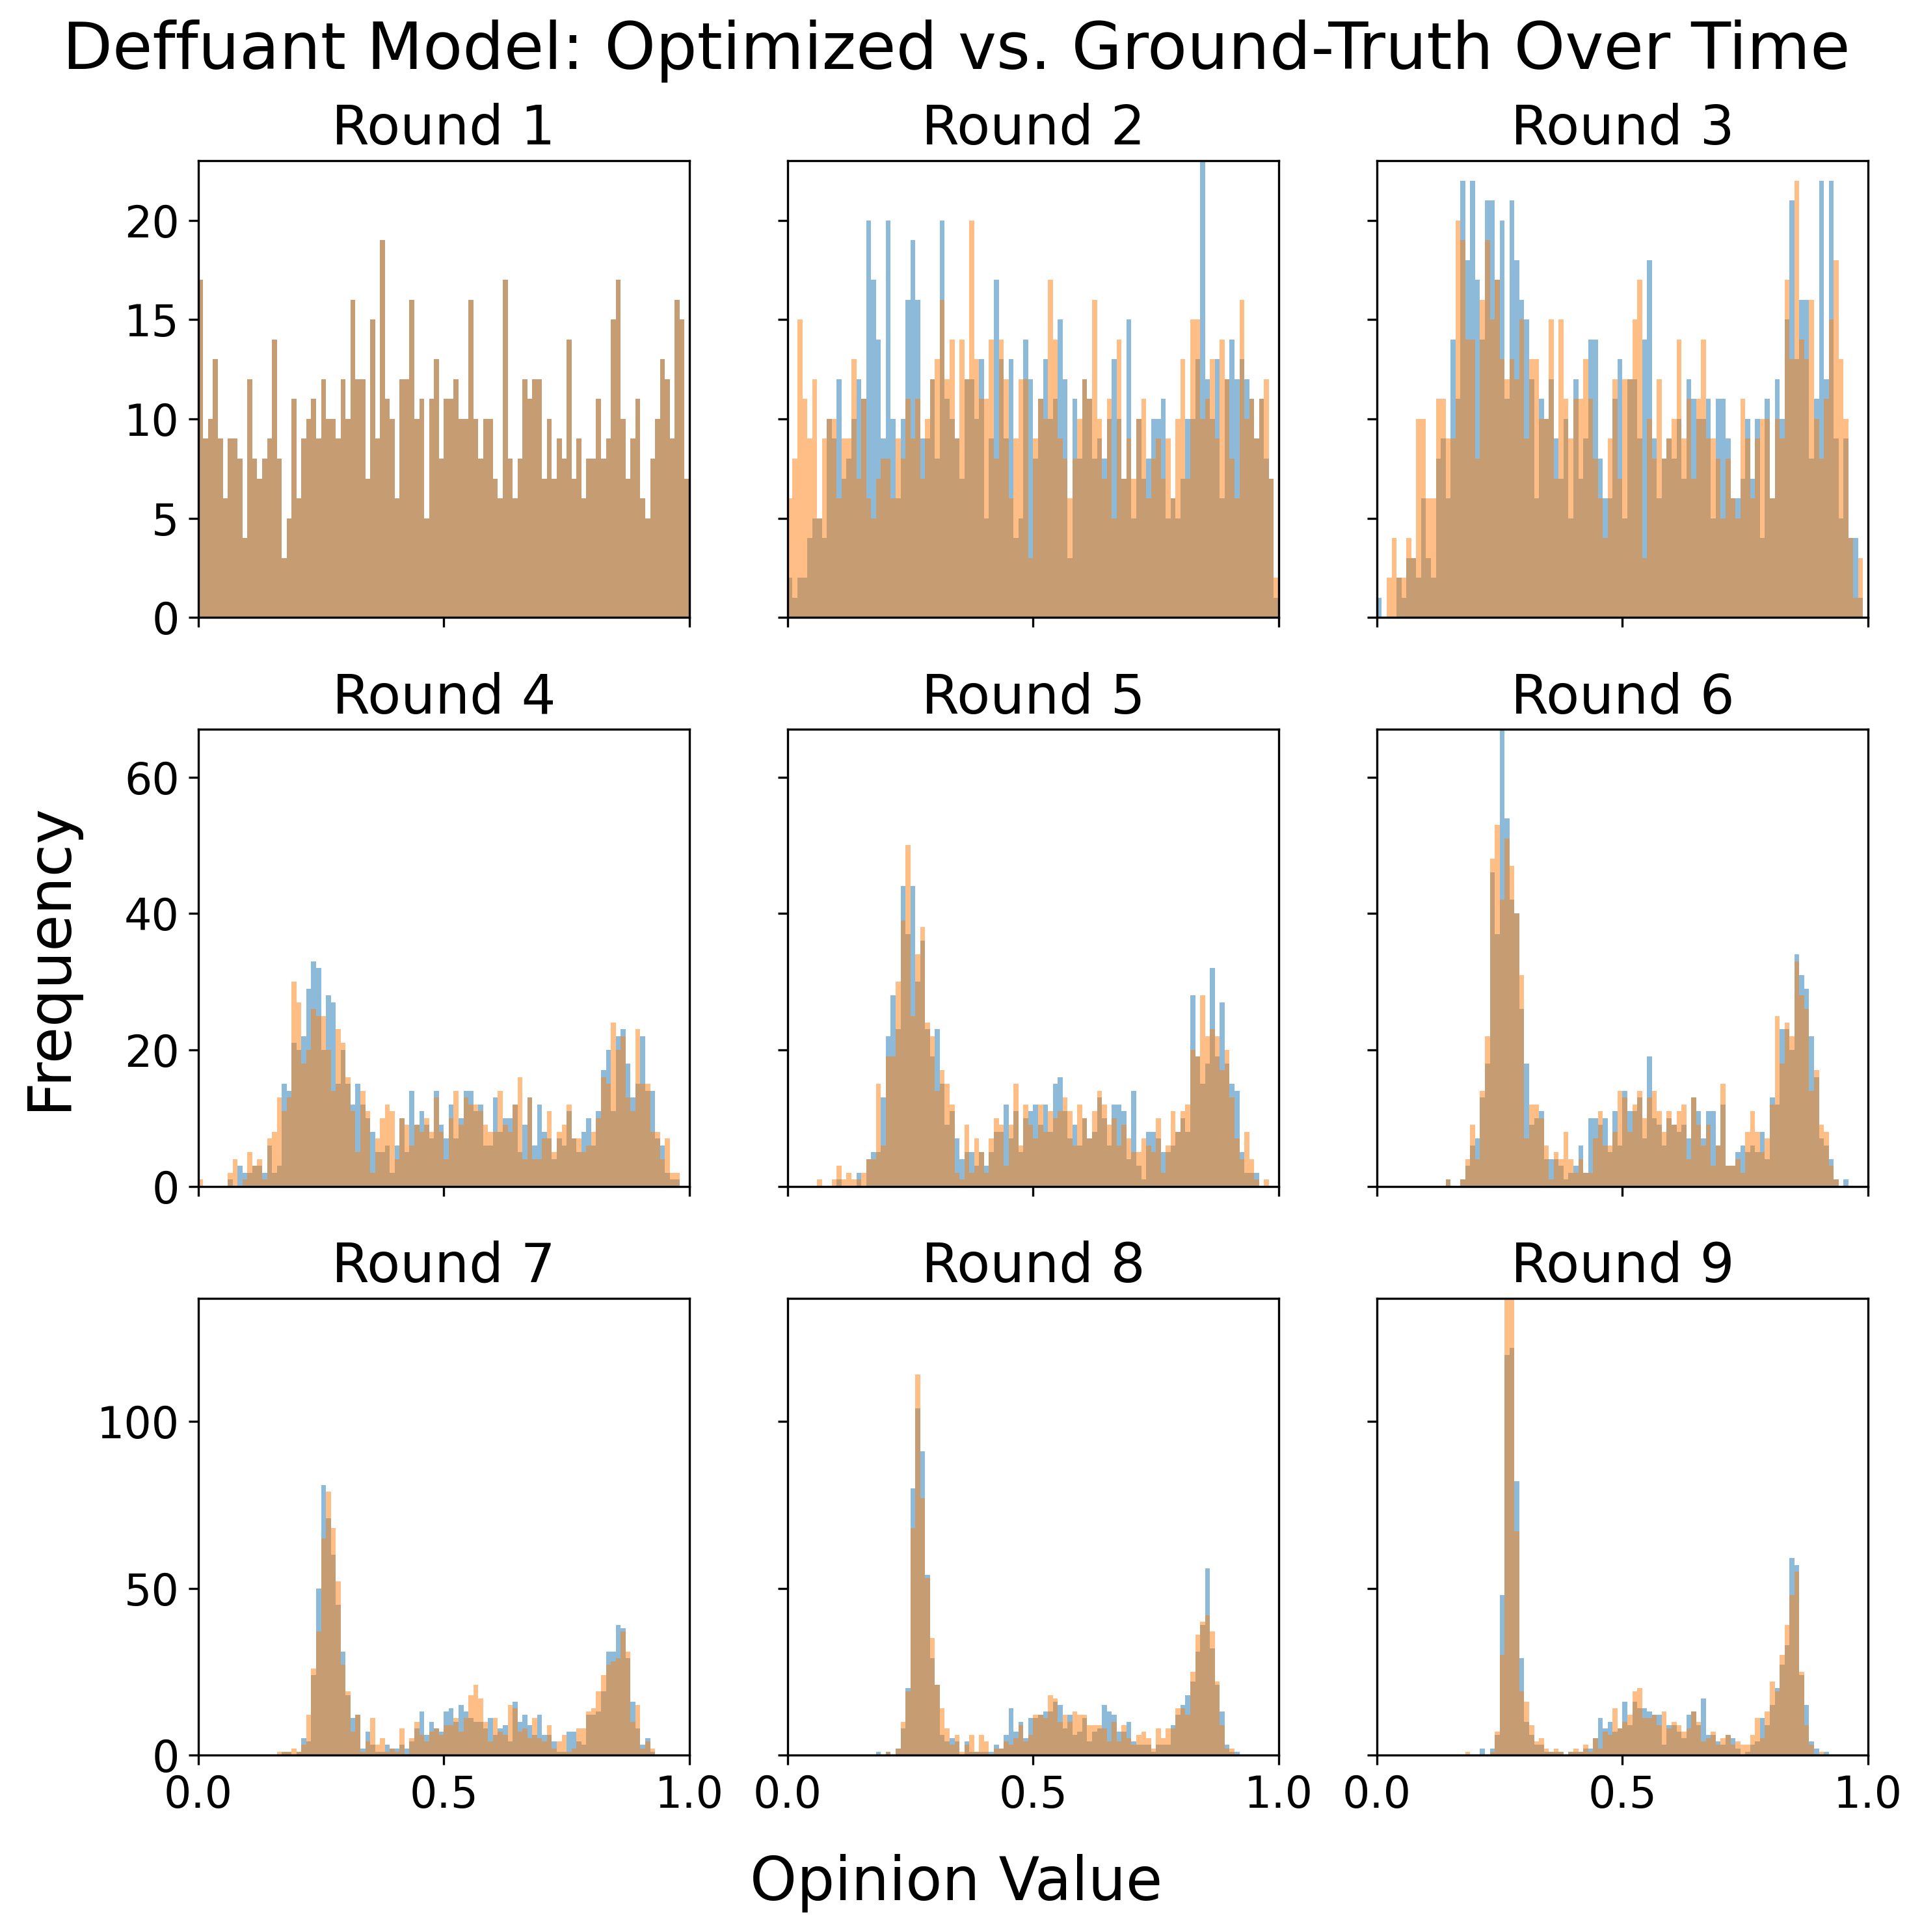 Deffuant Model: Optimized vs. Ground-Truth Over Time
Round 1
Round 2
Round 3
20
15
10
5
0
Round 4
Round 5
Round 6
60
40
20
0
Frequency
Round 7
Round 8
Round 9
100
50
0
0.0 0.5 1.0
0.0 0.5 1.0
0.0 0.5 1.0
Opinion Value